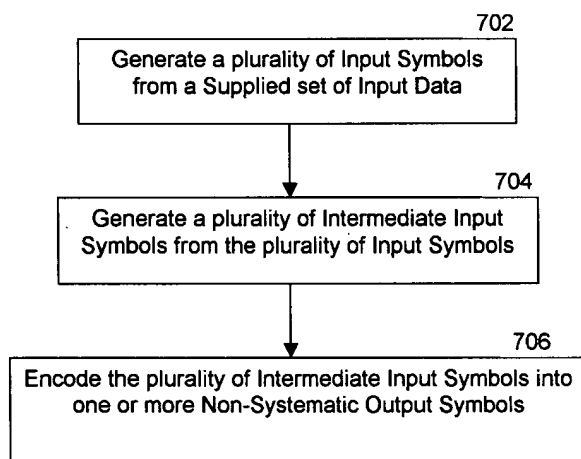 702
Generate a plurality of Input Symbols
from a Supplied set of Input Data
704
Generate a plurality of Intermediate Input
Symbols from the plurality of Input Symbols
706
Encode the plurality of Intermediate Input Symbols into
one or more Non-Systematic Output Symbols